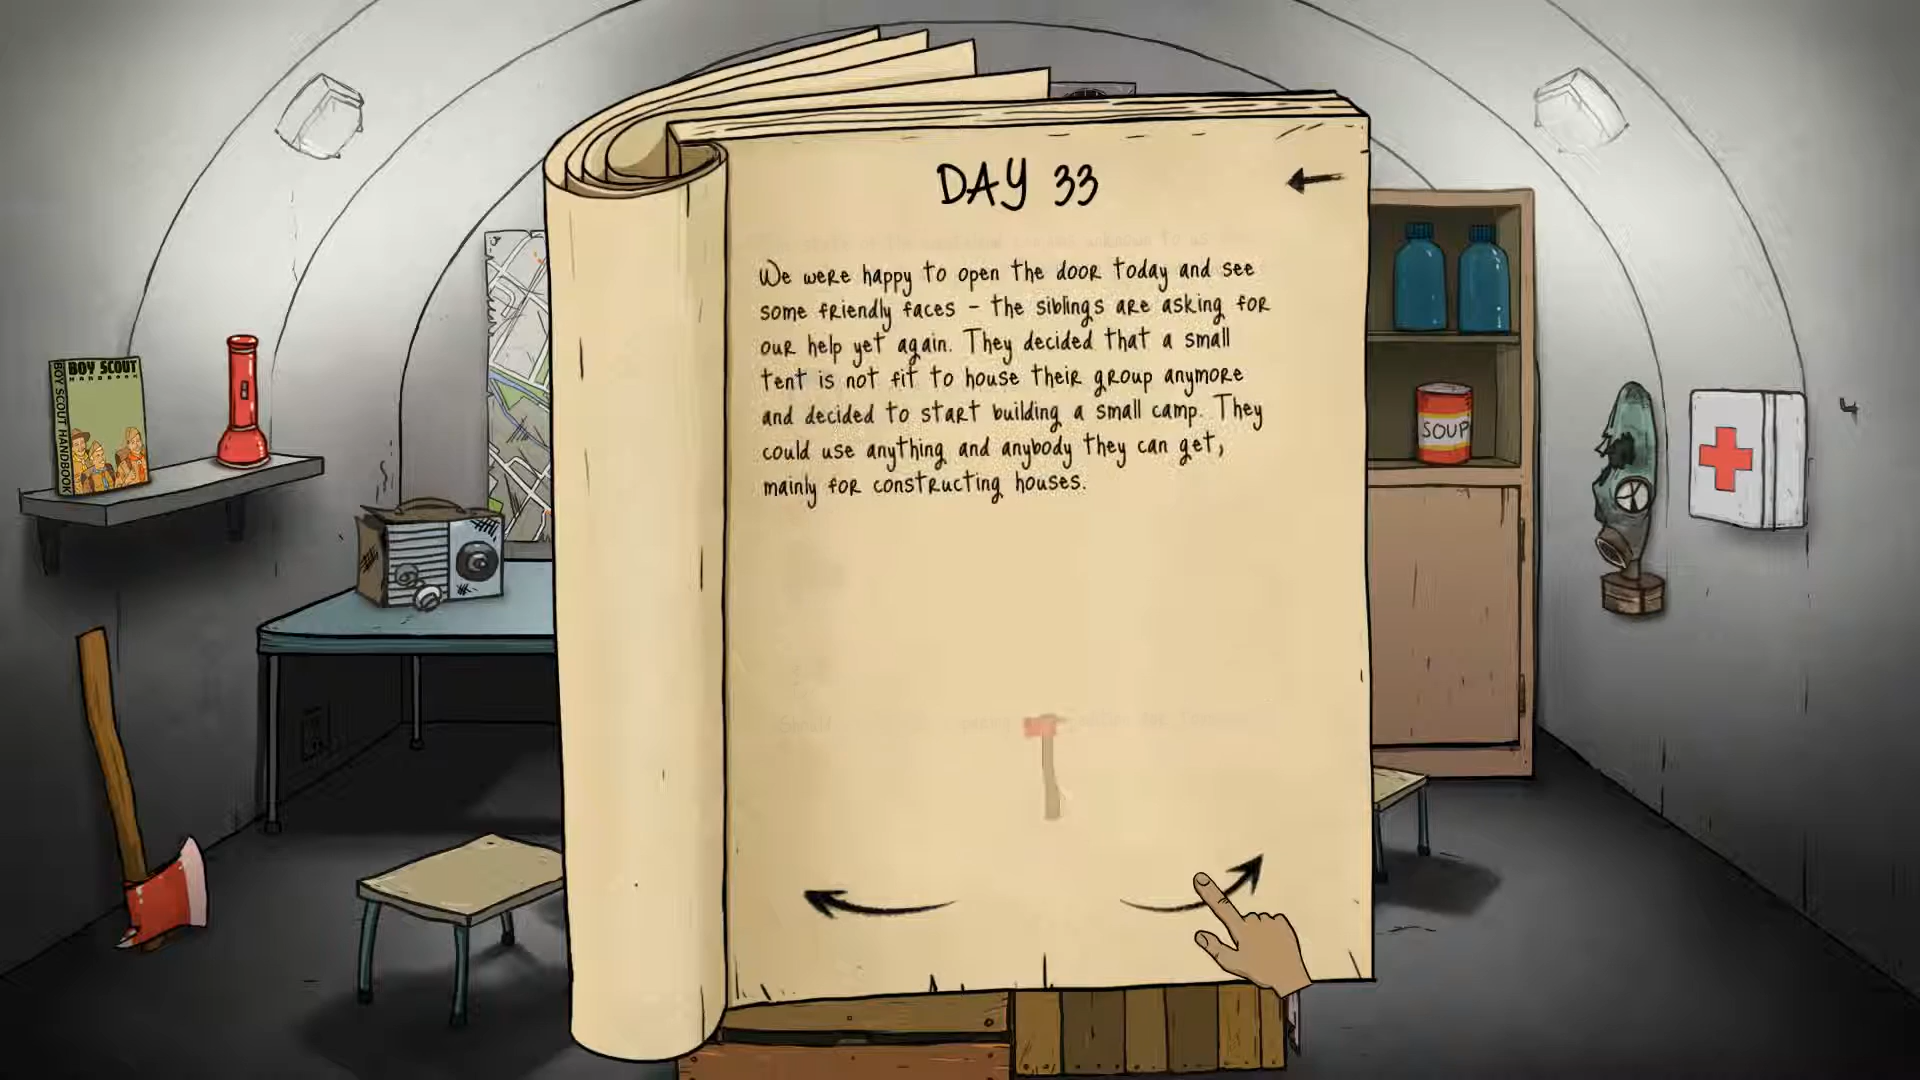 DAY 33
We were happy to open the door today and see
some friendly faces - the siblings are asking for
our help yet again. They decided that a small
tent is not fit to house their group anymore
and decided to start building a small camp. They
could use anything and anybody they can get,
mainly for constructing houses.
BOY SCOUT
HANDBOOK
BOY SCOUT HANDBOOK
SOUP